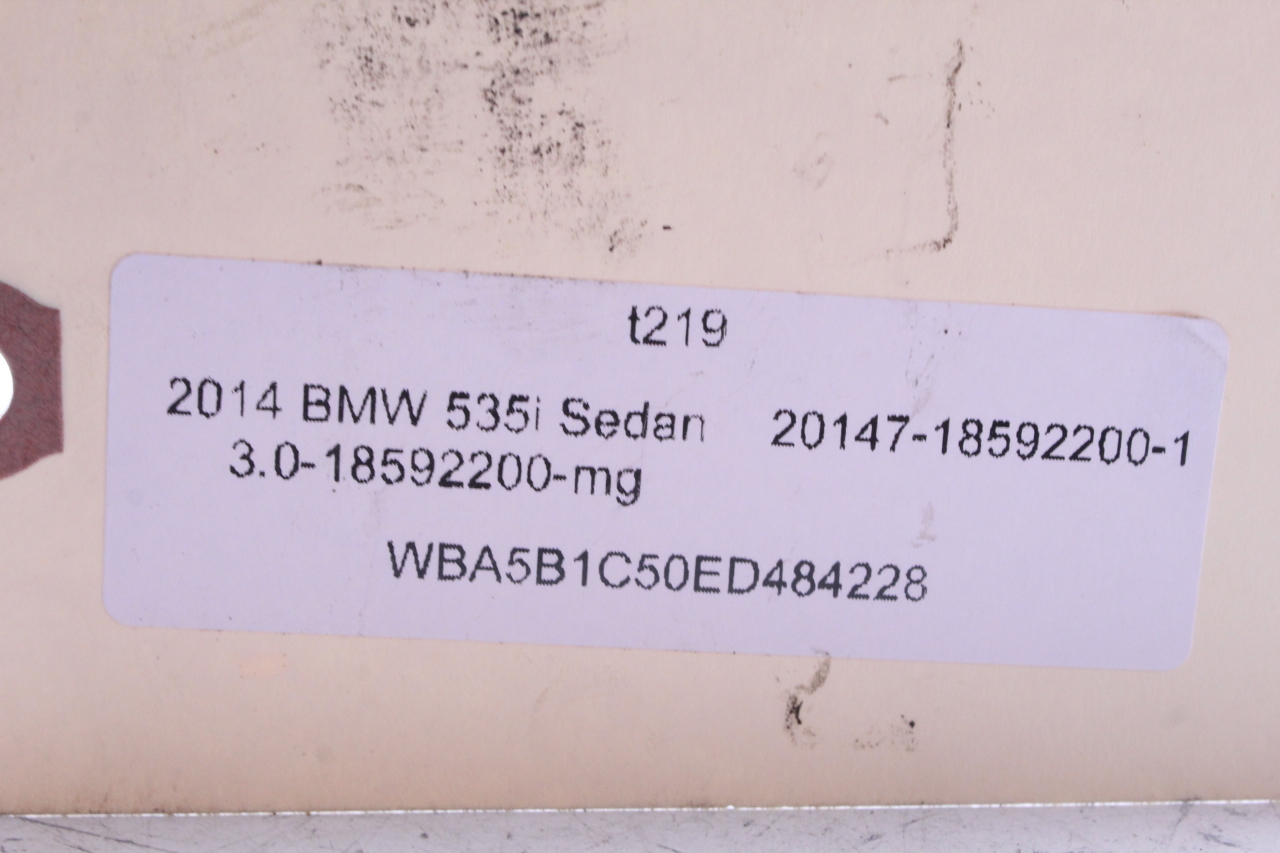 t219
2014 BMW 535i Sedan 20147-18592200-1
3.0-18592200-mg
WBA5B1C50ED484228